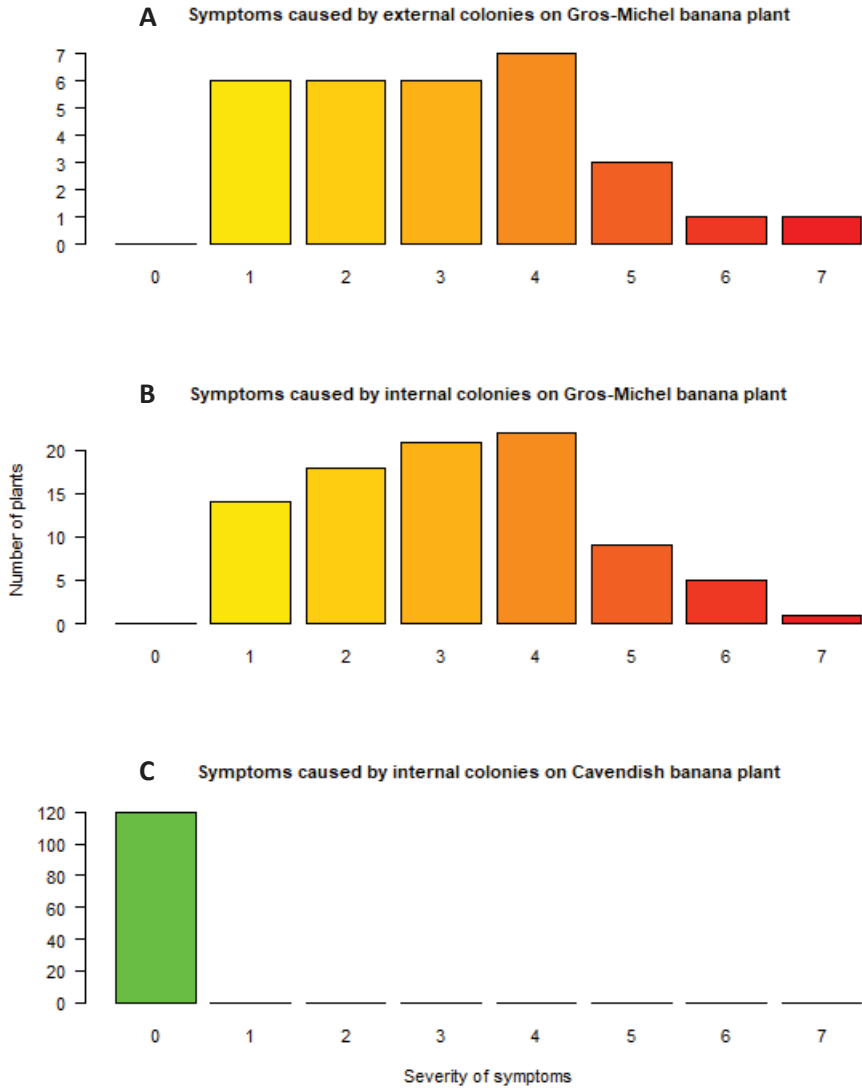 A Symptoms caused by external colonies on Gros-Michel banana plant
7
6
5
4
3
2
1
0
0 1 2 3 4 5 6 7
B Symptoms caused by internal colonies on Gros-Michel banana plant
Number of plants
20
15
10
5
0
0 1 2 3 4 5 6 7
C Symptoms caused by internal colonies on Cavendish banana plant
120
100
80
60
40
20
0
0 1 2 3 4 5 6 7
Severity of symptoms